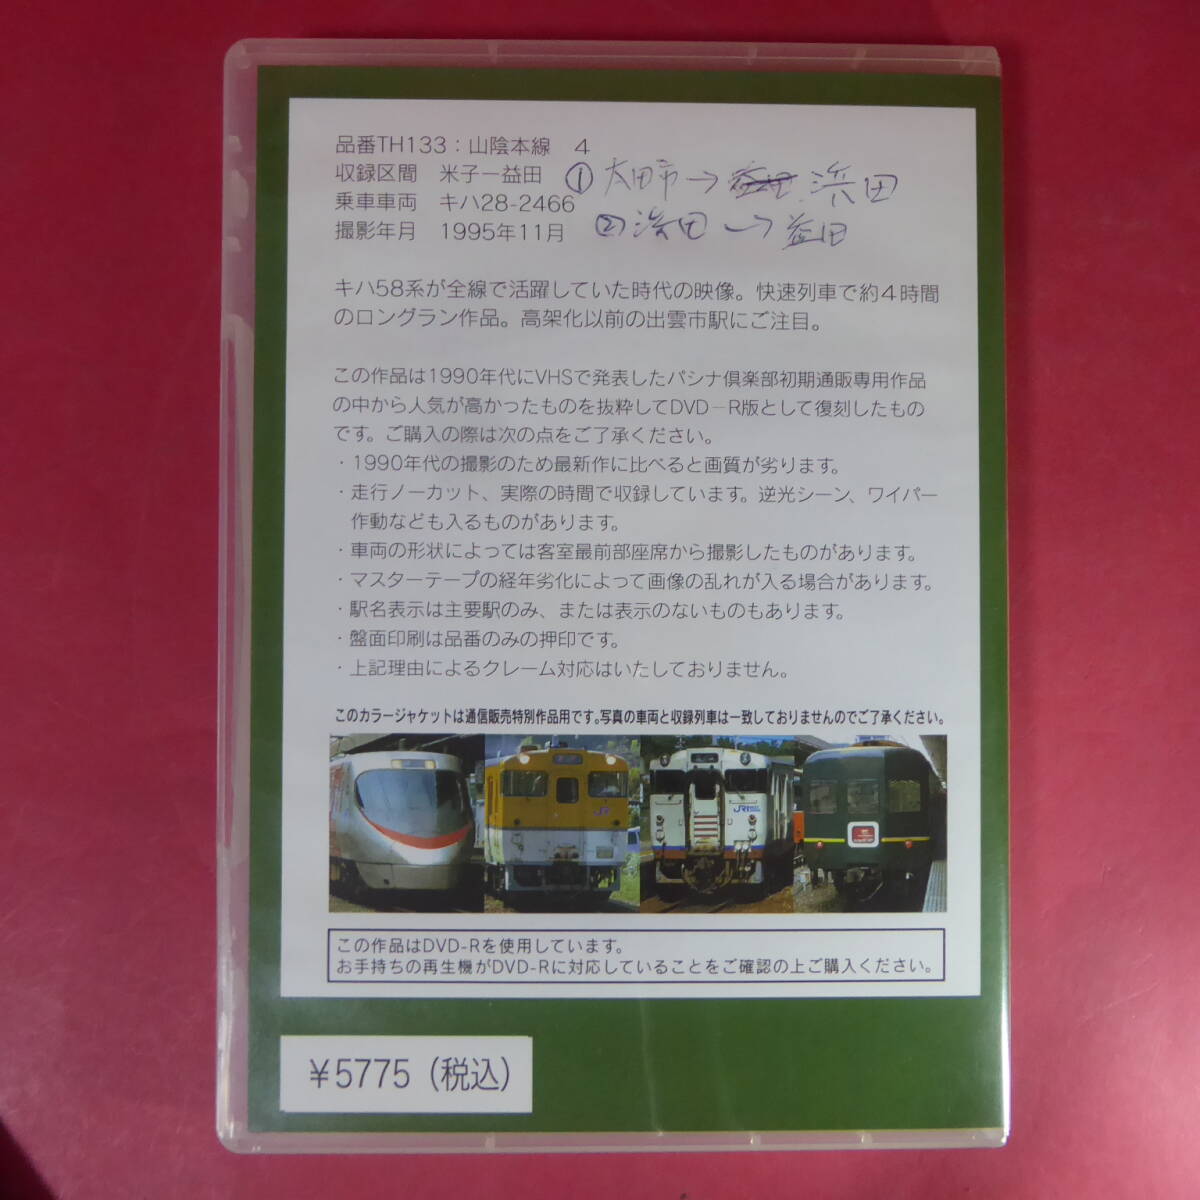 品番TH133：山陰本線　4
収録区間　米子ー益田　① 大田市→ 浜田
乗車車両　キハ28-2466
撮影年月　1995年11月　② 浜田 → 益田
キハ58系が全線で活躍していた時代の映像。快速列車で約4時間
のロングラン作品。高架化以前の出雲市駅にご注目。
この作品は1990年代にVHSで発表したパシナ倶楽部初期通販専用作品
の中から人気が高かったものを抜粋してDVD－R版として復刻したもの
です。ご購入の際は次の点をご了承ください。
・1990年代の撮影のため最新作に比べると画質が劣ります。
・走行ノーカット、実際の時間で収録しています。逆光シーン、ワイパー
作動なども入るものがあります。
・車両の形状によっては客室最前部座席から撮影したものがあります。
・マスターテープの経年劣化によって画像の乱れが入る場合があります。
・駅名表示は主要駅のみ、または表示のないものもあります。
・盤面印刷は品番のみの押印です。
・上記理由によるクレーム対応はいたしておりません。
このカラージャケットは通信販売特別作品用です。写真の車両と収録列車は一致しておりませんのでご了承ください。
JR
JR
この作品はDVD-Rを使用しています。
お手持ちの再生機がDVD-Rに対応していることをご確認の上ご購入ください。
￥5775（税込）